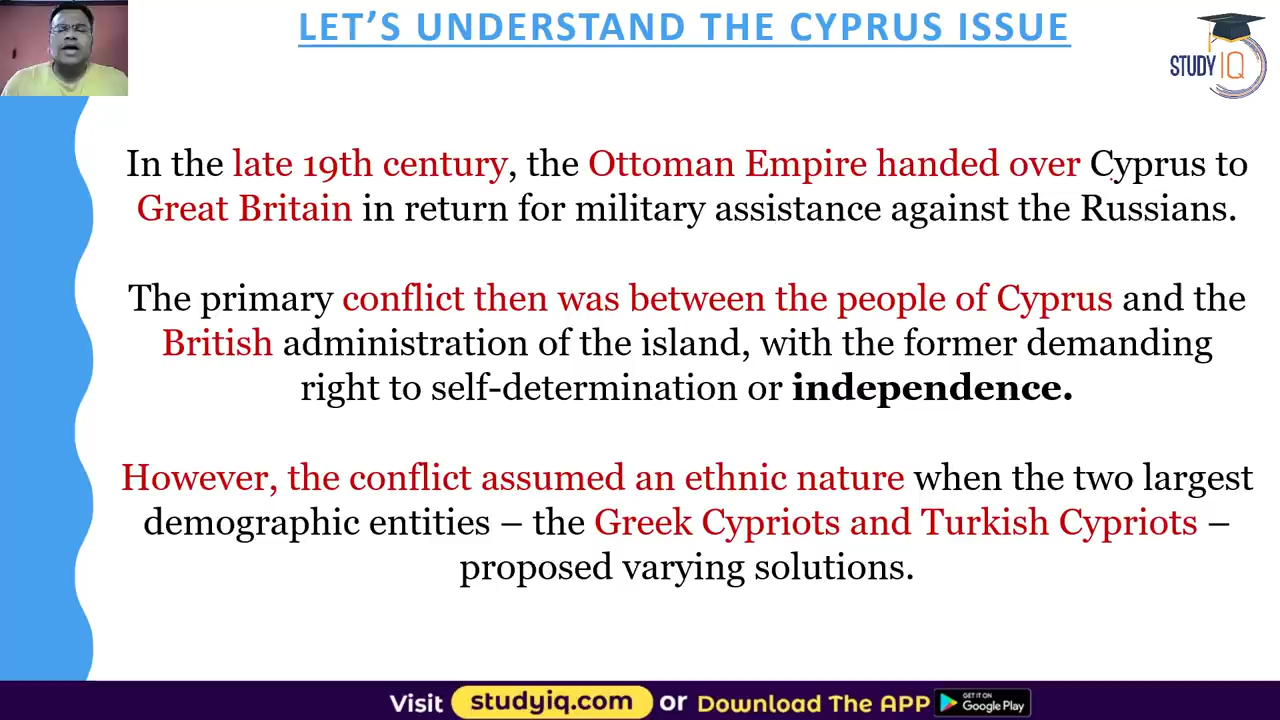 LET'S UNDERSTAND THE CYPRUS ISSUE
STUDY IQ
In the late 19th century, the Ottoman Empire handed over Cyprus to
Great Britain in return for military assistance against the Russians.
The primary conflict then was between the people of Cyprus and the
British administration of the island, with the former demanding
right to self-determination or independence.
However, the conflict assumed an ethnic nature when the two largest
demographic entities – the Greek Cypriots and Turkish Cypriots –
proposed varying solutions.
Visit studyiq.com or Download The APP GET IT ON Google Play